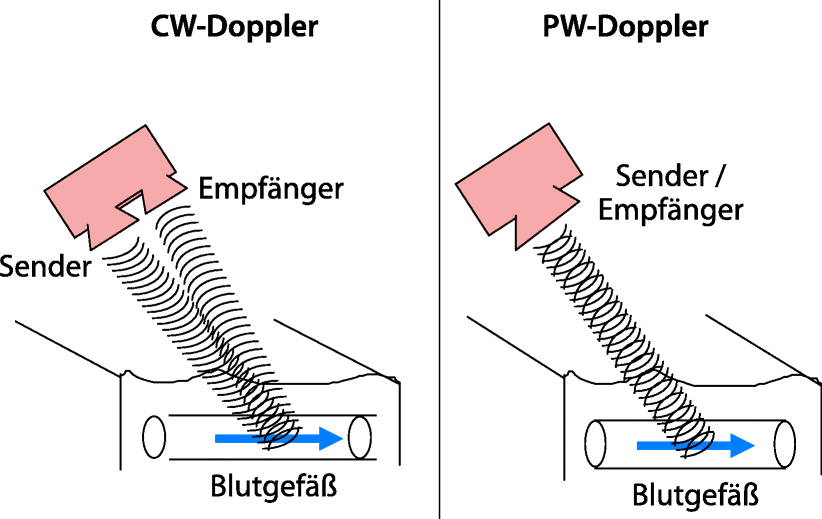 CW-Doppler
Empfänger
Sender
Blutgefäß
PW-Doppler
Sender /
Empfänger
Blutgefäß